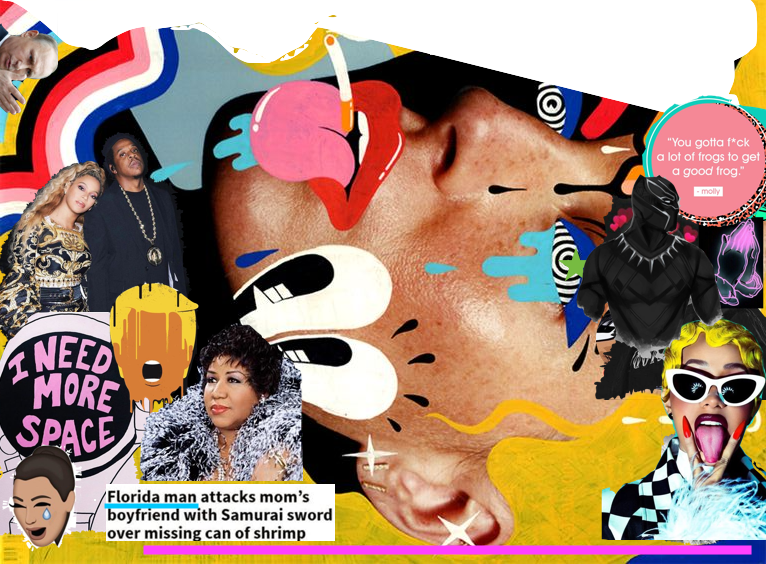 "You gotta f*ck
a lot of frogs to get
a good frog."
- molly
I NEED
MORE
SPACE
Florida man attacks mom's
boyfriend with Samurai sword
over missing can of shrimp